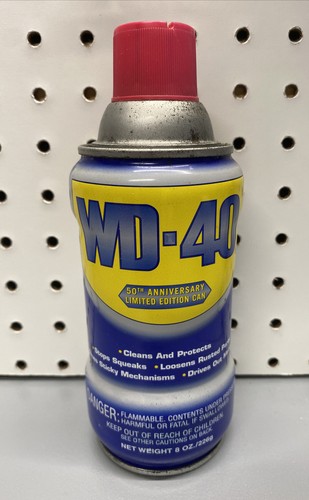 WD-40
50TH ANNIVERSARY
LIMITED EDITION CAN
• Cleans And Protects
Stops Squeaks • Loosens Rusted
Sticky Mechanisms • Drives Out
DANGER: FLAMMABLE. CONTENTS UNDER
HARMFUL OR FATAL IF SWALLOWED
KEEP OUT OF REACH OF CHILDREN
SEE OTHER CAUTIONS ON BACK.
NET WEIGHT 8 OZ./226g